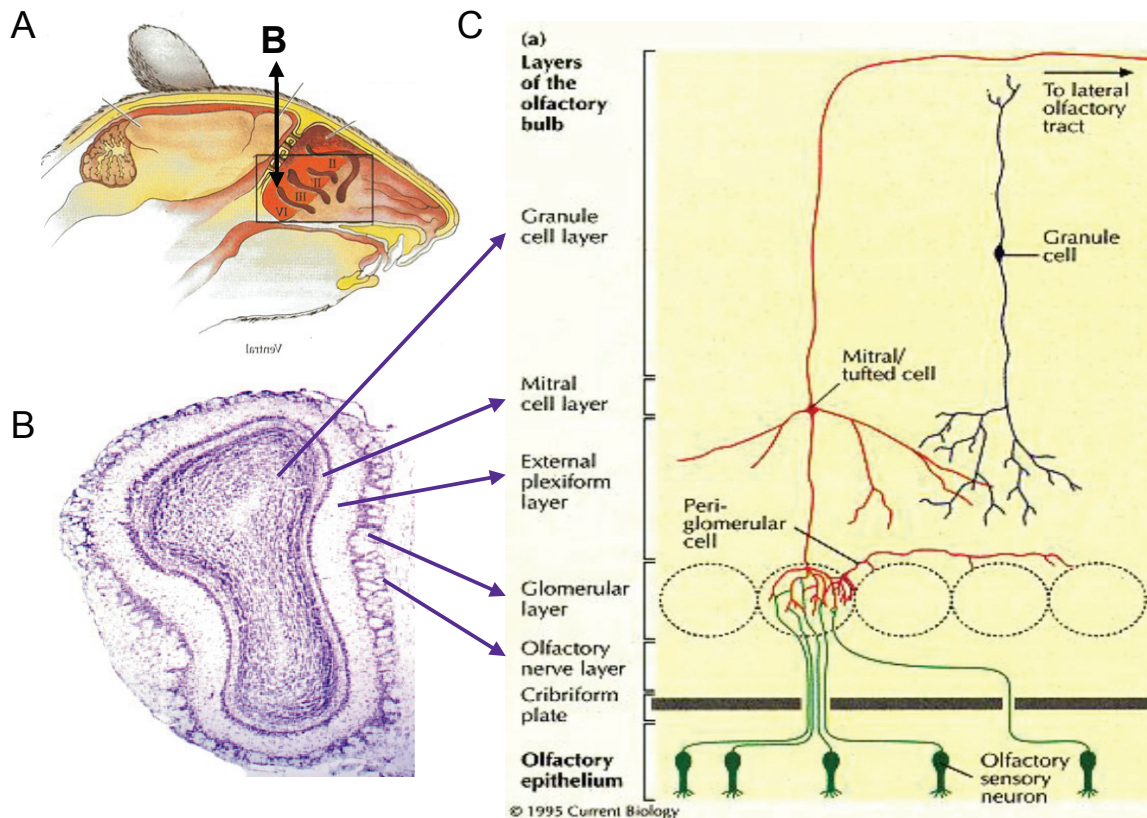 A
B
II
II
III
IV
Ventral
B
C
(a)
Layers of the
olfactory
bulb
Granule
cell layer
Mitral
cell layer
External
plexiform
layer
Glomerular
layer
Olfactory
nerve layer
Cribriform
plate
Olfactory
epithelium
To lateral
olfactory
tract
Granule
cell
Mitral/
tufted cell
Peri-
glomerular
cell
Olfactory
sensory
neuron
© 1995 Current Biology